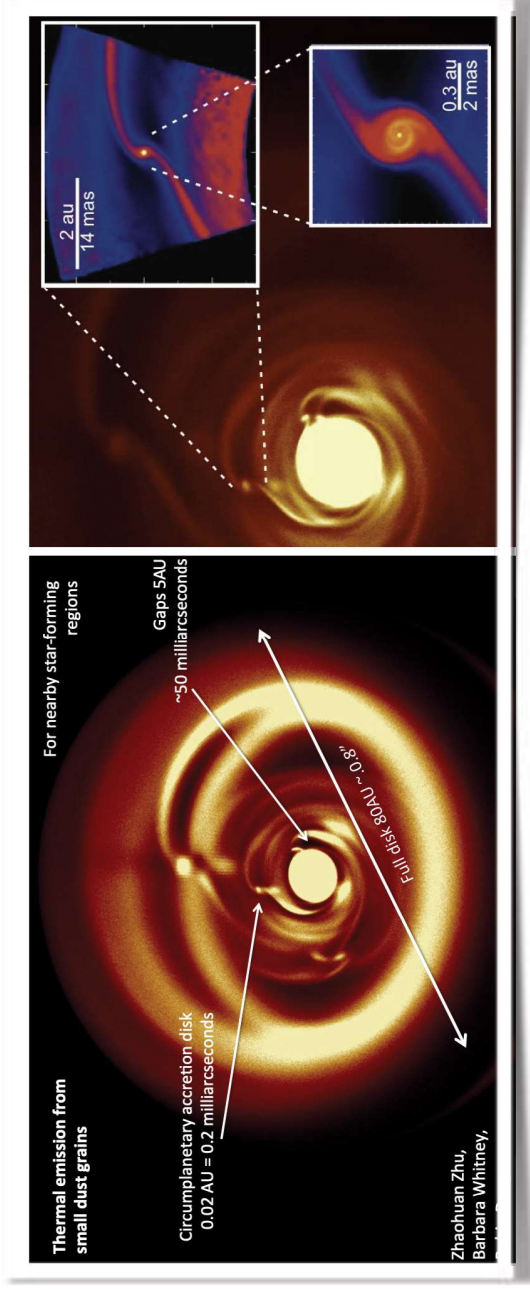 Thermal emission from
small dust grains
For nearby star-forming
regions
Circumplanetary accretion disk
0.02 AU = 0.2 milliarcseconds
Gaps 5AU
~50 milliarcseconds
Full disk 80AU ~ .0.8"
Zhaohuan Zhu,
Barbara Whitney,
2 au
14 mas
0.3 au
2 mas